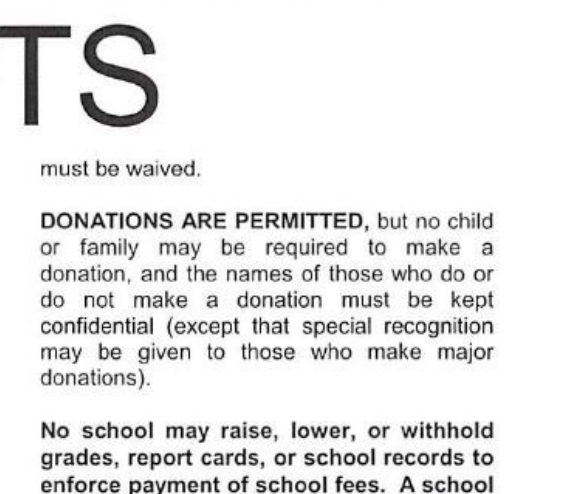 TS
must be waived.
DONATIONS ARE PERMITTED, but no child
or family may be required to make a
donation, and the names of those who do or
do not make a donation must be kept
confidential (except that special recognition
may be given to those who make major
donations).
No school may raise, lower, or withhold
grades, report cards, or school records to
enforce payment of school fees. A school